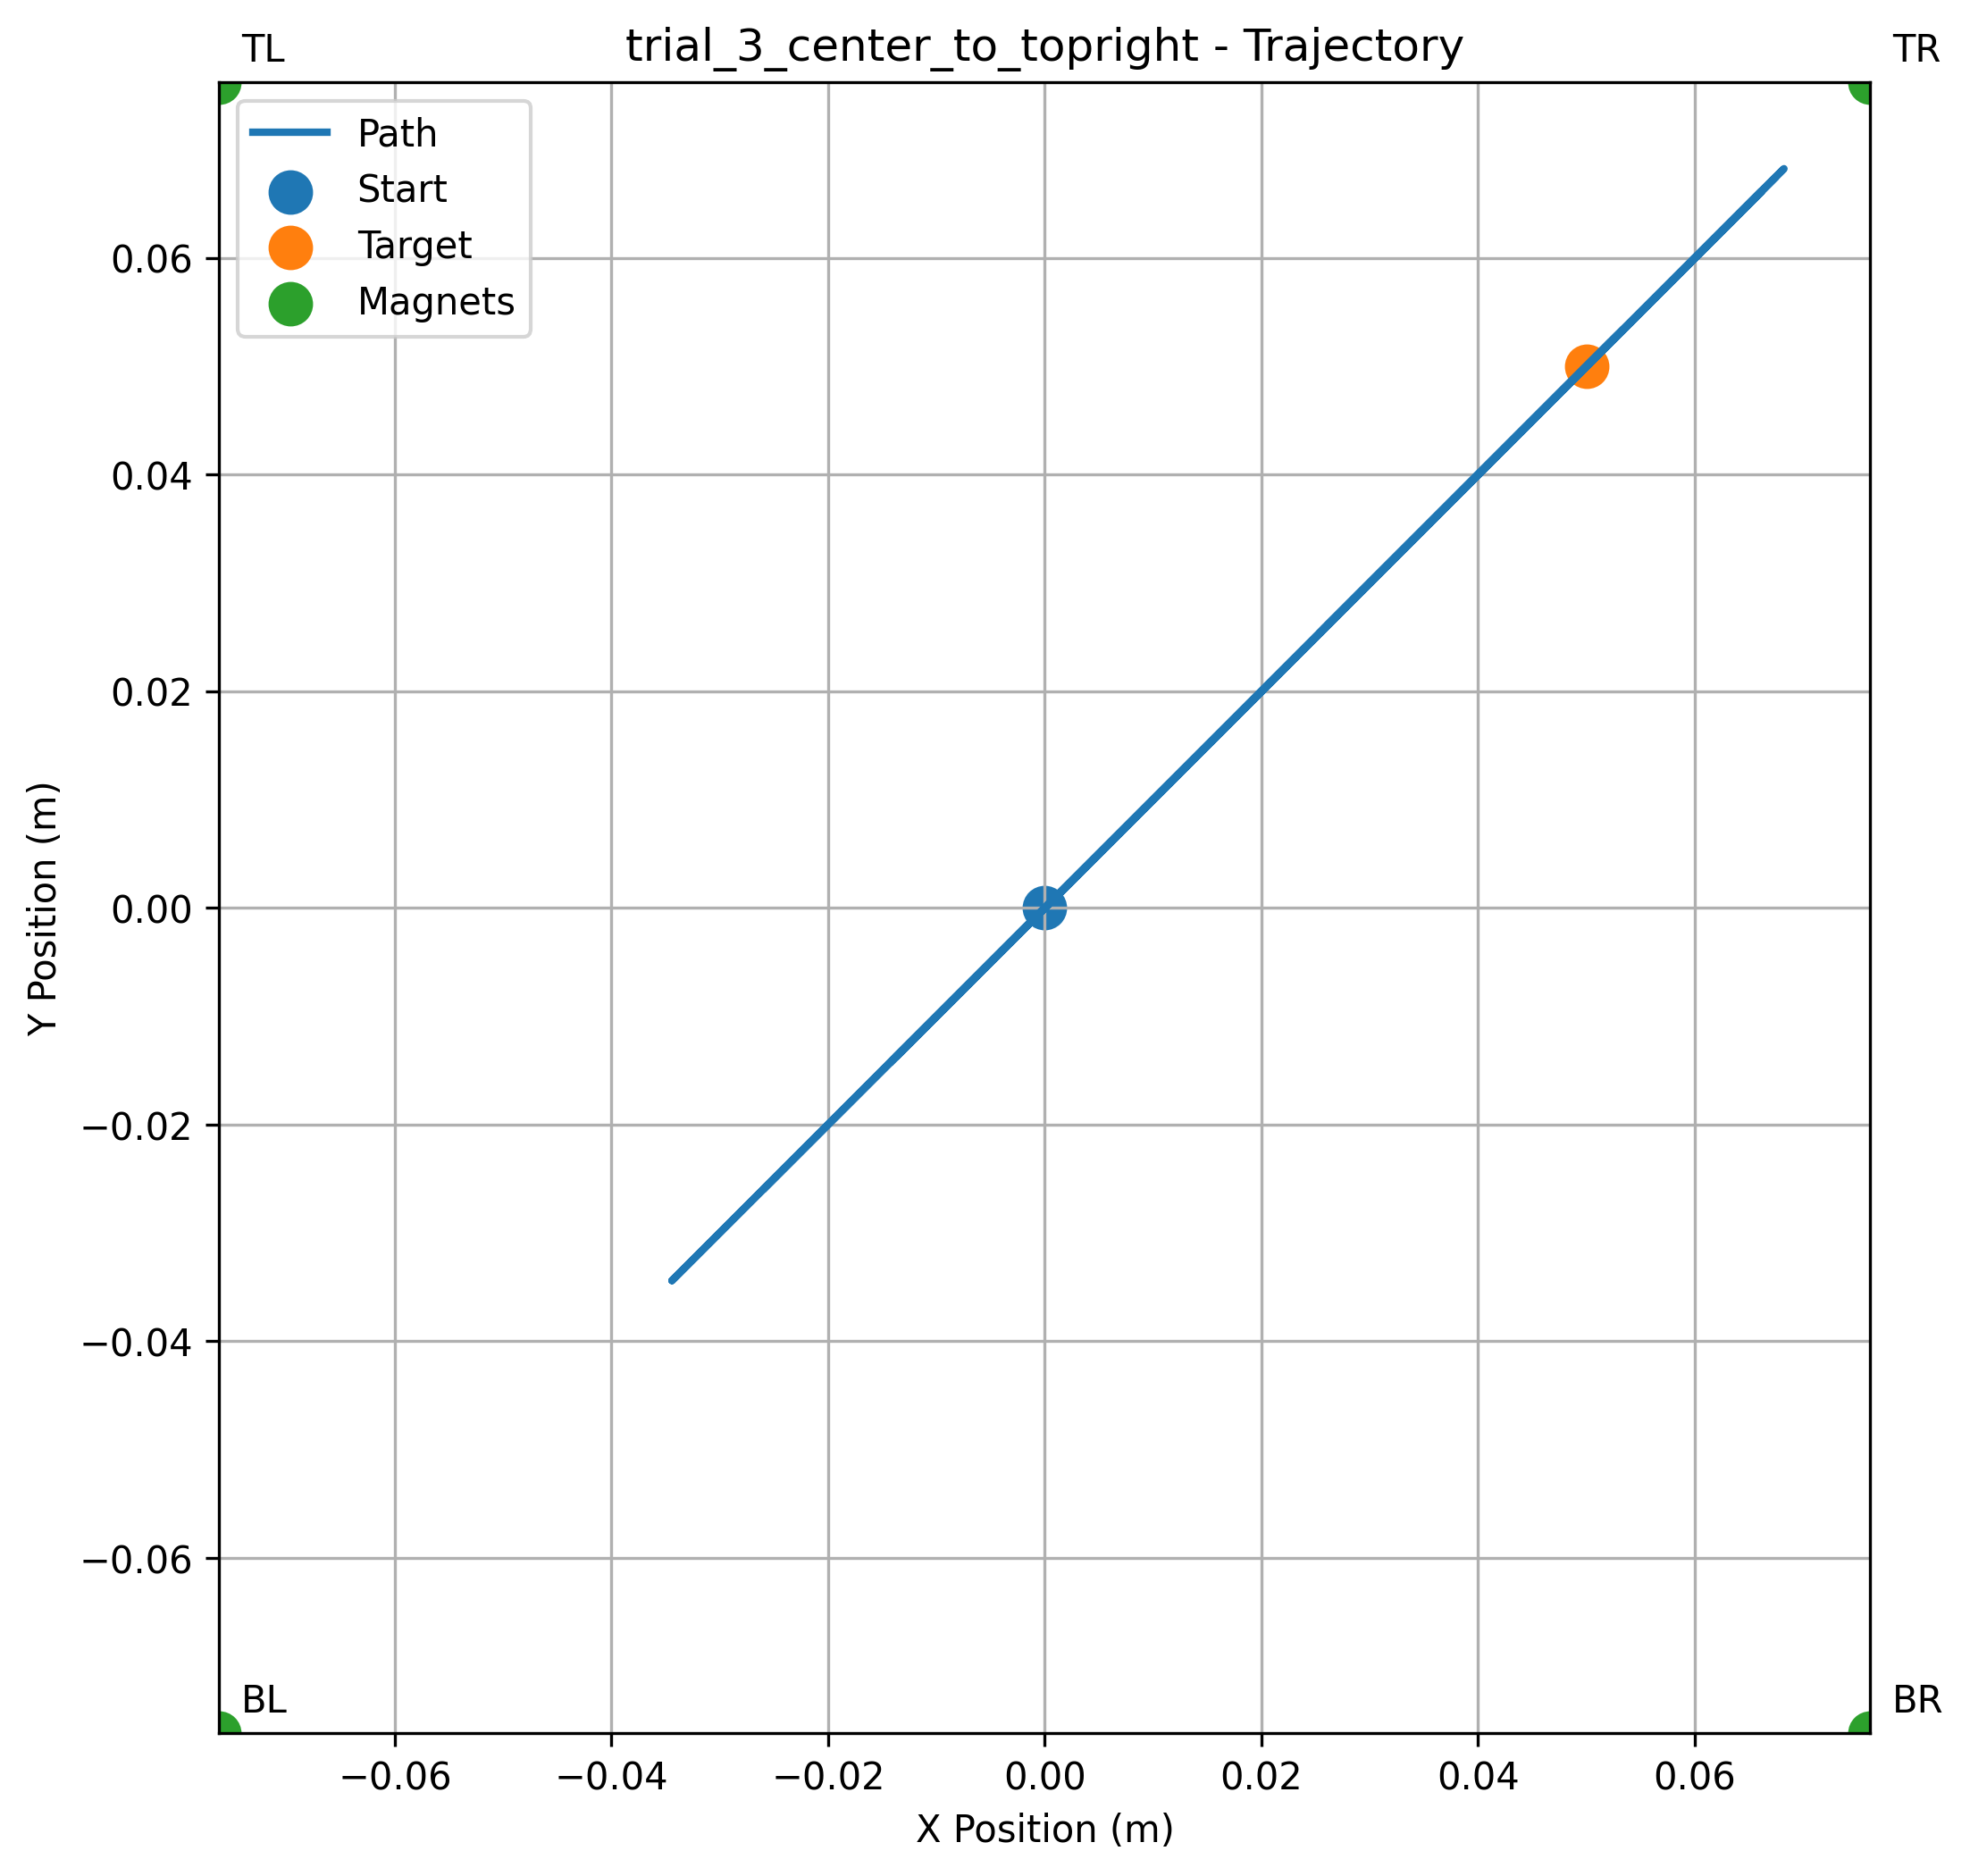 TL
trial_3_center_to_topright - Trajectory
TR
Path
Start
Target
Magnets
0.06
0.04
0.02
0.00
−0.02
−0.04
−0.06
Y Position (m)
BL
BR
−0.06
−0.04
−0.02
0.00
0.02
0.04
0.06
X Position (m)